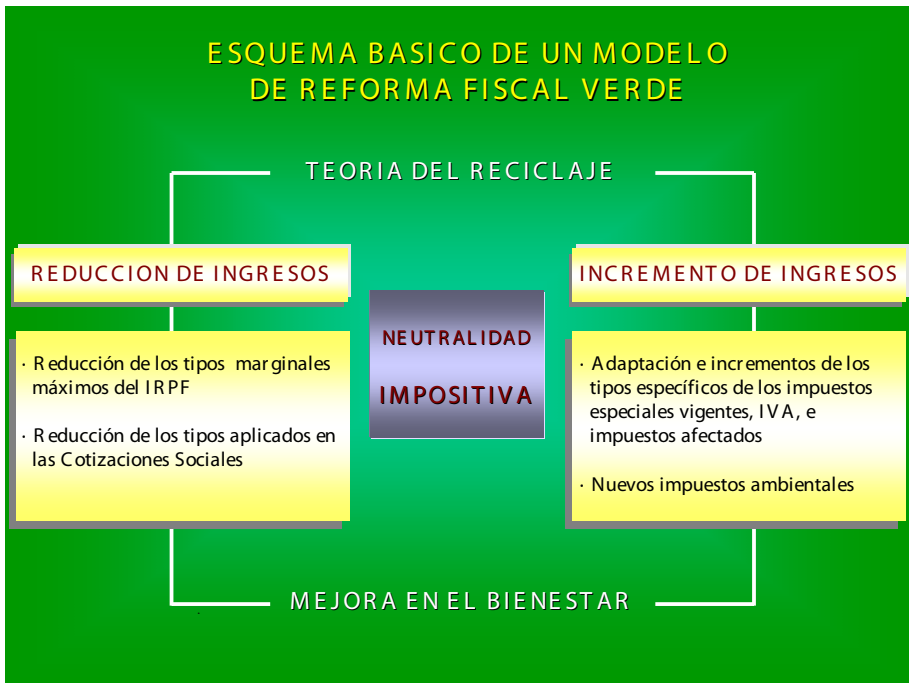 ESQUEMA BASICO DE UN MODELO
DE REFORMA FISCAL VERDE
TEORIA DEL RECICLAJE
REDUCCION DE INGRESOS
· Reducción de los tipos marginales
máximos del IRPF
· Reducción de los tipos aplicados en
las Cotizaciones Sociales
NEUTRALIDAD
IMPOSITIVA
INCREMENTO DE INGRESOS
· Adaptación e incrementos de los
tipos específicos de los impuestos
especiales vigentes, IVA, e
impuestos afectados
· Nuevos impuestos ambientales
MEJORA EN EL BIENESTAR